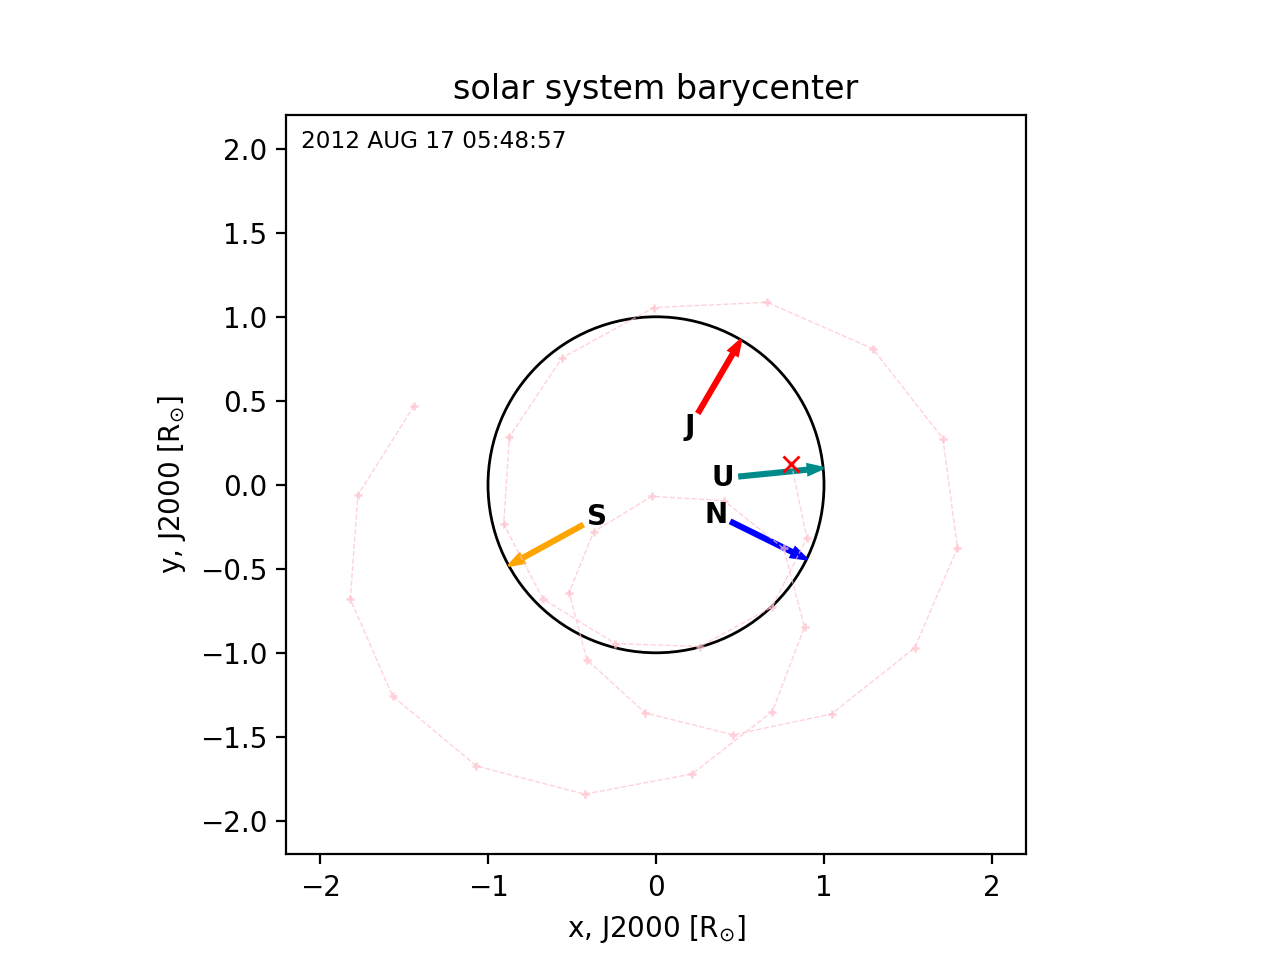 solar system barycenter
2012 AUG 17 05:48:57
2.0
1.5
1.0
0.5
0.0
−0.5
−1.0
−1.5
−2.0
y, J2000 [R☉]
J
U
N
S
−2 −1 0 1 2
x, J2000 [R☉]